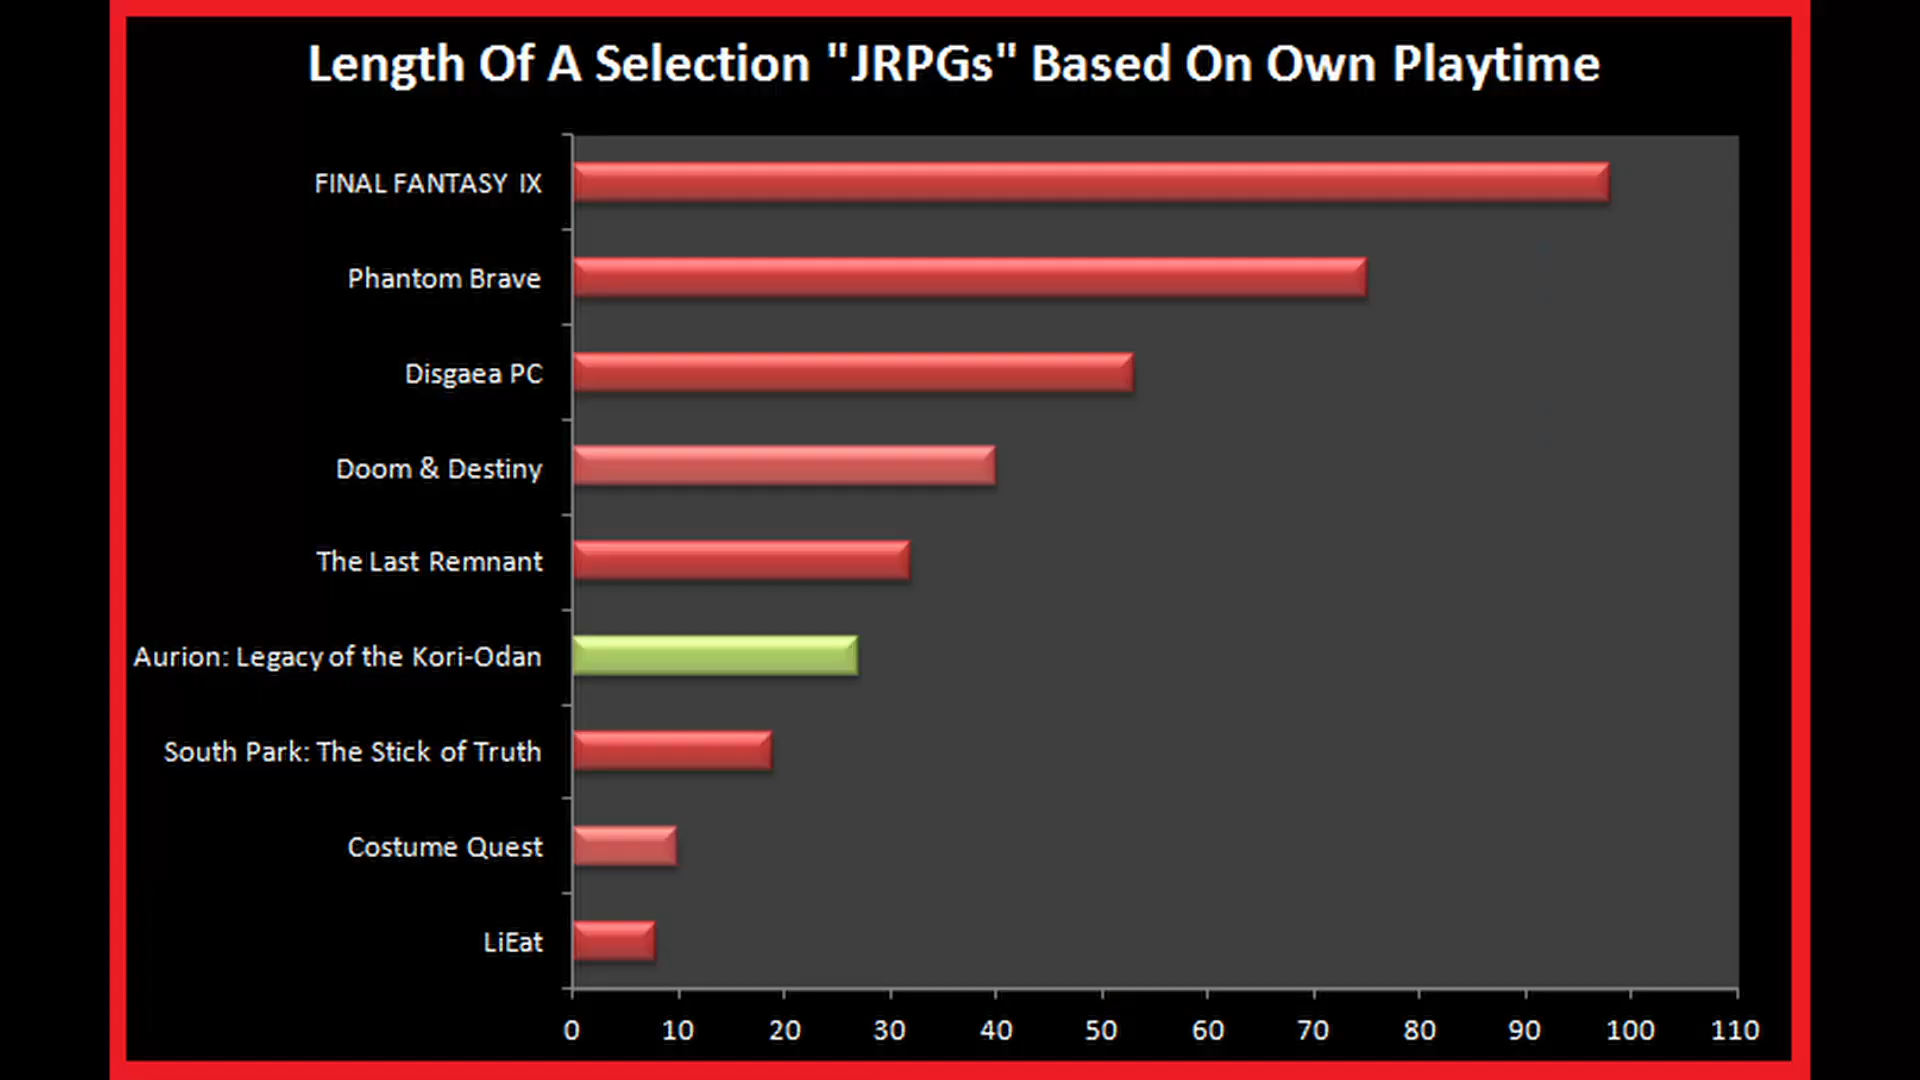 Length Of A Selection "JRPGs" Based On Own Playtime
FINAL FANTASY IX
Phantom Brave
Disgaea PC
Doom & Destiny
The Last Remnant
Aurion: Legacy of the Kori-Odan
South Park: The Stick of Truth
Costume Quest
LiEat
0 10 20 30 40 50 60 70 80 90 100 110